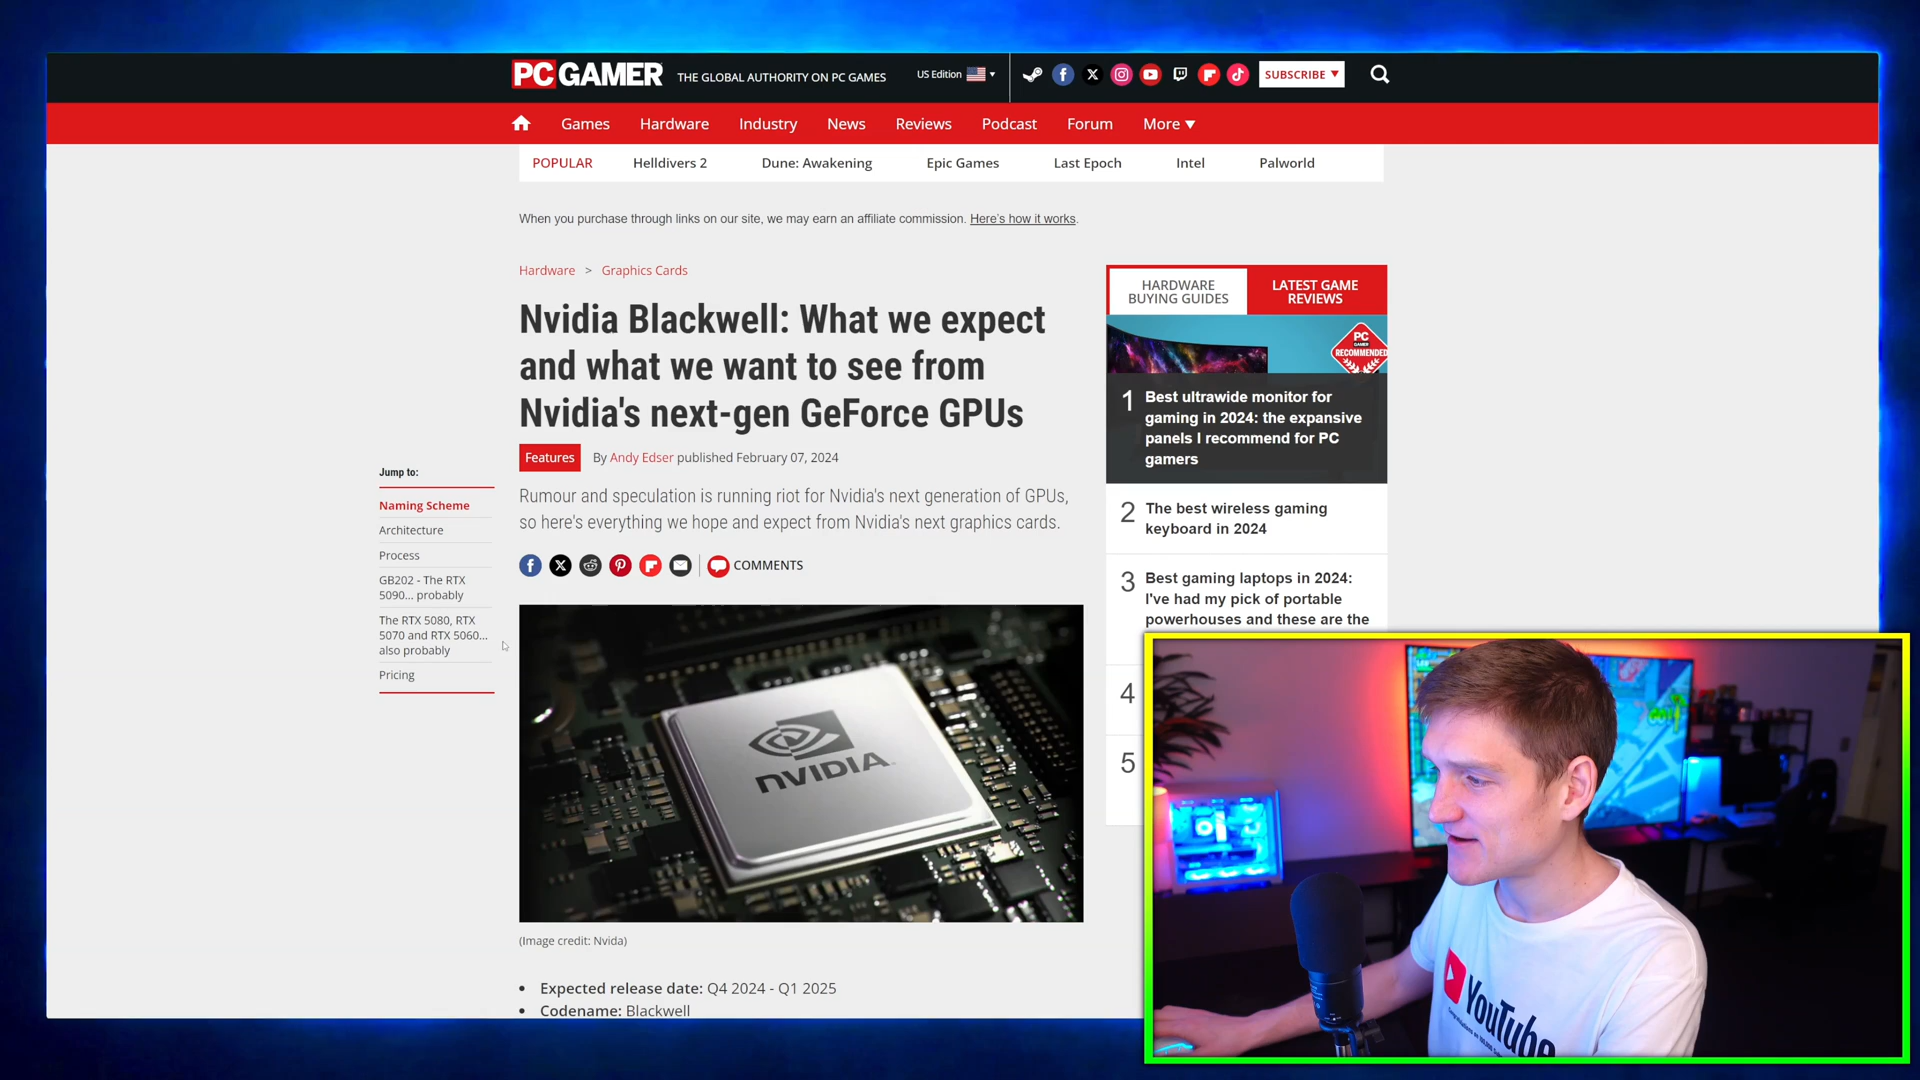 PC GAMER THE GLOBAL AUTHORITY ON PC GAMES US Edition SUBSCRIBE
Games Hardware Industry News Reviews Podcast Forum More
POPULAR Helldivers 2 Dune: Awakening Epic Games Last Epoch Intel Palworld
When you purchase through links on our site, we may earn an affiliate commission. Here's how it works.
Hardware > Graphics Cards
Nvidia Blackwell: What we expect
and what we want to see from
Nvidia's next-gen GeForce GPUs
Features By Andy Edser published February 07, 2024
Rumour and speculation is running riot for Nvidia's next generation of GPUs,
so here's everything we hope and expect from Nvidia's next graphics cards.
COMMENTS
Jump to:
Naming Scheme
Architecture
Process
GB202 - The RTX
5090... probably
The RTX 5080, RTX
5070 and RTX 5060...
also probably
Pricing
NVIDIA
(Image credit: Nvida)
• Expected release date: Q4 2024 - Q1 2025
• Codename: Blackwell
HARDWARE
BUYING GUIDES
LATEST GAME
REVIEWS
PC
GAMER
RECOMMENDED
1 Best ultrawide monitor for
gaming in 2024: the expansive
panels I recommend for PC
gamers
2 The best wireless gaming
keyboard in 2024
3 Best gaming laptops in 2024:
I've had my pick of portable
powerhouses and these are the
4
5
YouTube